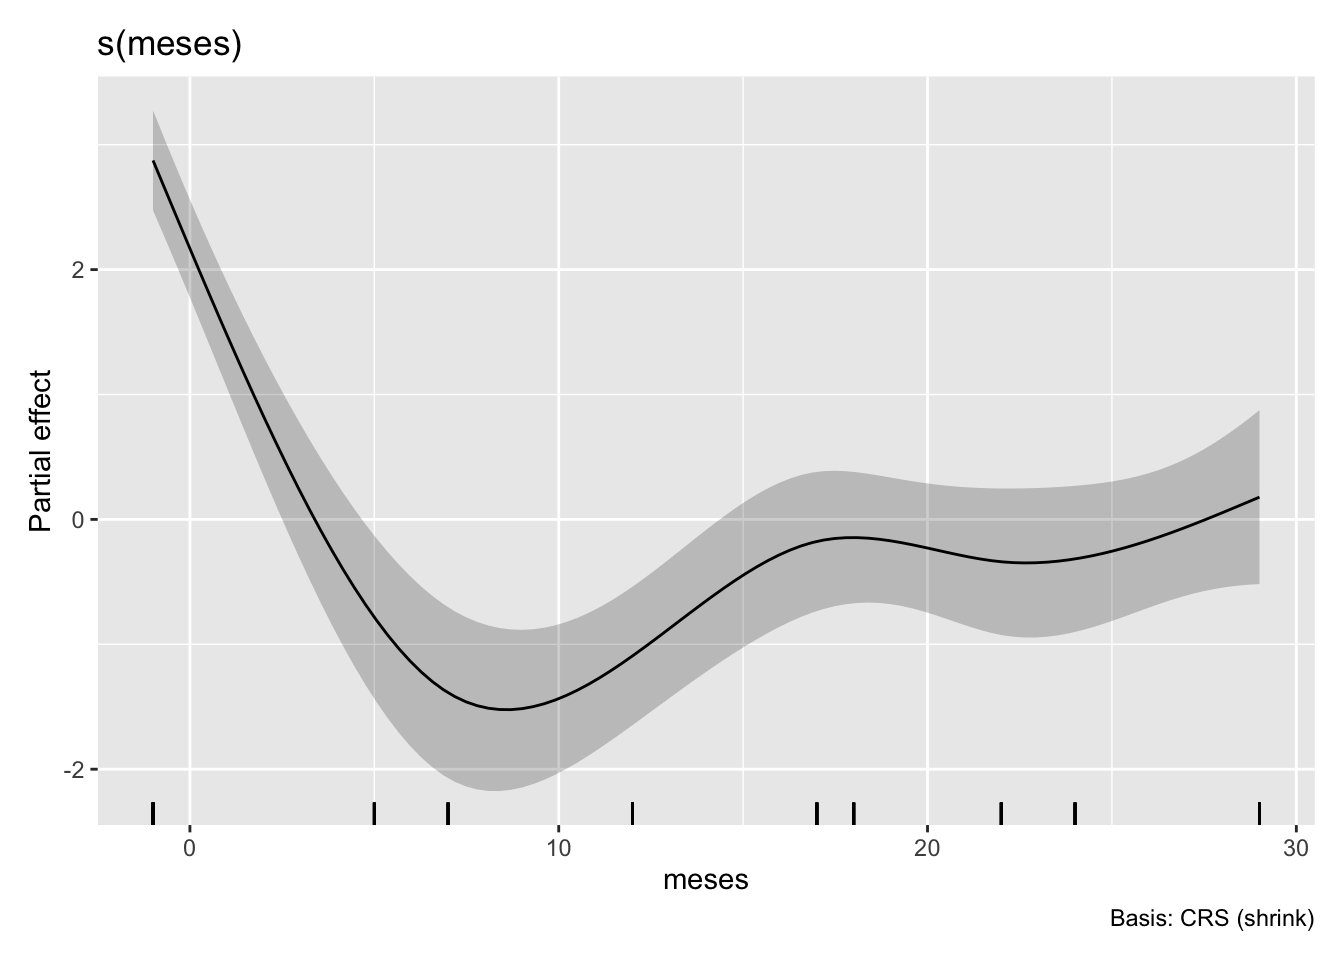 s(meses)
Partial effect
2
0
-2
0 10 20 30
meses
Basis: CRS (shrink)